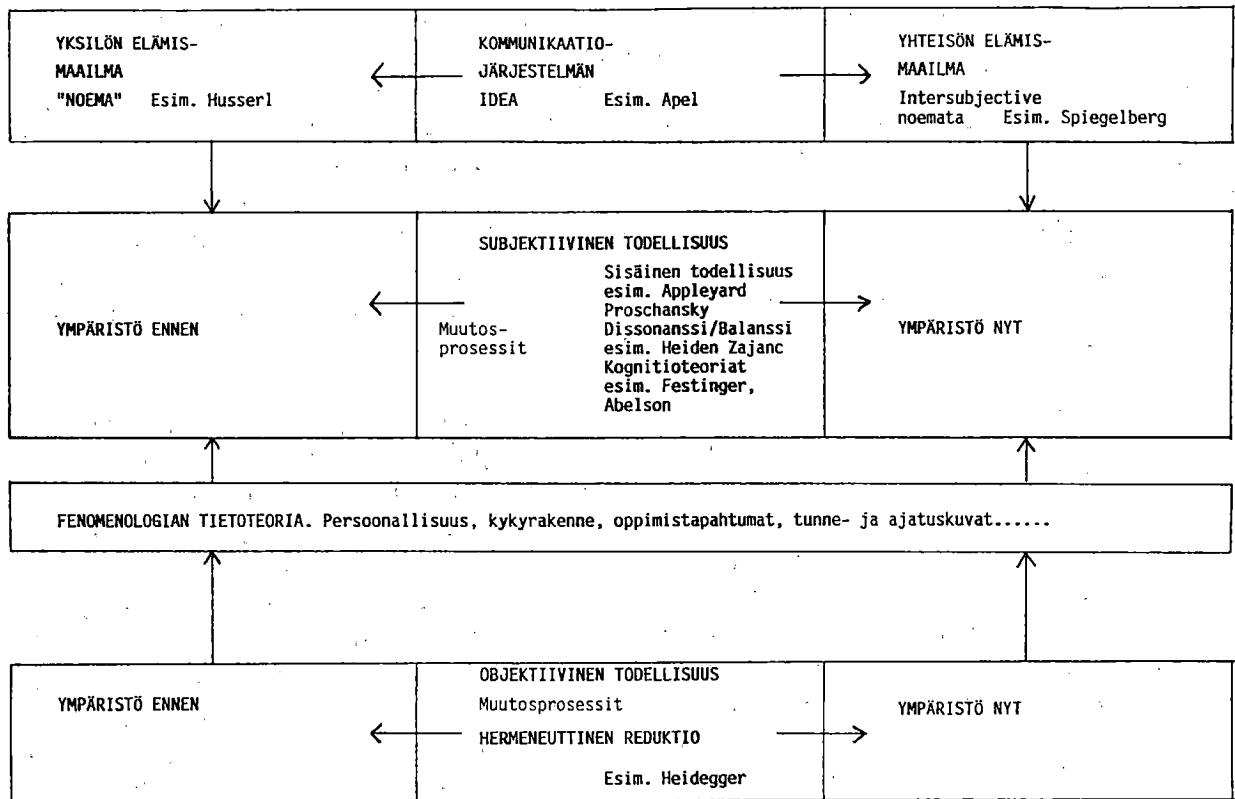 YKSILÖN ELÄMIS-
MAAILMA
"NOEMA" Esim. Husserl
KOMMUNIKAATIO-
JÄRJESTELMÄN
IDEA Esim. Apel
YHTEISÖN ELÄMIS-
MAAILMA
Intersubjective
noemata Esim. Spiegelberg
YMPÄRISTÖ ENNEN
SUBJEKTIIVINEN TODELLISUUS
Sisäinen todellisuus
esim. Appleyard
Proschansky
Muutos-
prosessit
Dissonanssi/Balanssi
esim. Heiden Zajanc
Kognitioteoriat
esim. Festinger,
Abelson
YMPÄRISTÖ NYT
FENOMENOLOGIAN TIETOTEORIA. Persoonallisuus, kykyrakenne, oppimistapahtumat, tunne- ja ajatuskuvat......
YMPÄRISTÖ ENNEN
OBJEKTIIVINEN TODELLISUUS
Muutosprosessit
HERMENEUTTINEN REDUKTIO
Esim. Heidegger
YMPÄRISTÖ NYT